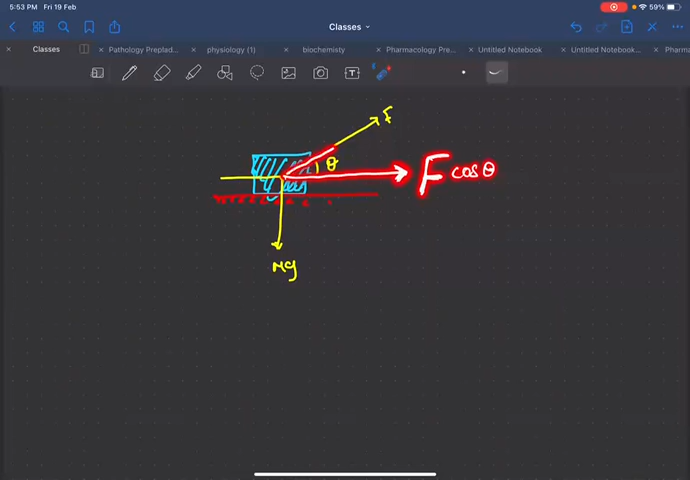 5:53 PM Fri 19 Feb
59%
Classes
Classes
Pathology Preplad...
physiology (1)
biochemisty
Pharmacology Pre...
Untitled Notebook
Untitled Notebook...
Pharma
F
θ
F cosθ
Mg